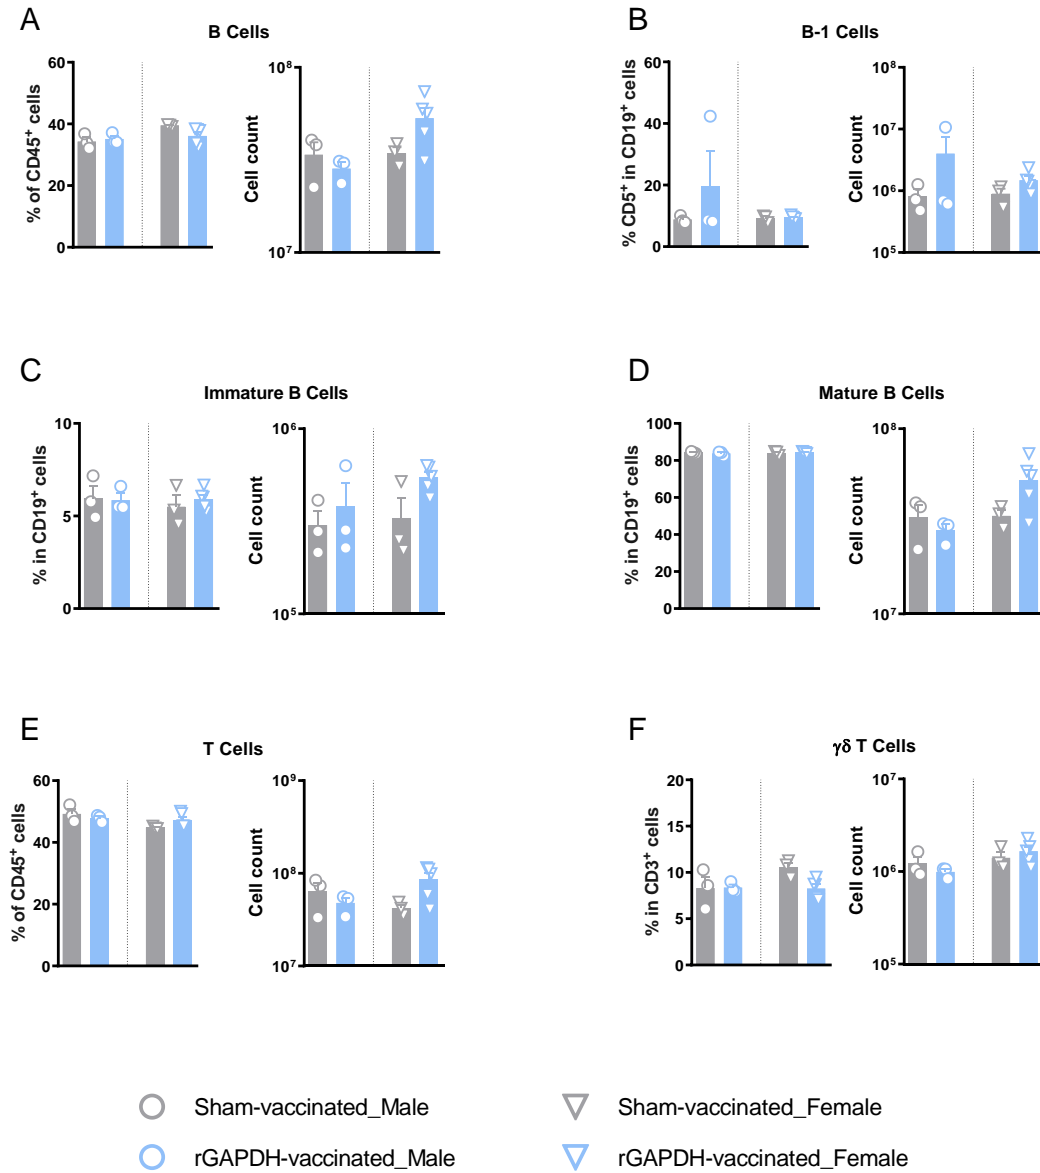 A
B Cells
% of CD45⁺ cells
60
40
20
0
Cell count
10⁸
10⁷
B
B-1 Cells
% CD5⁺ in CD19⁺ cells
60
40
20
0
Cell count
10⁸
10⁷
10⁶
10⁵
C
Immature B Cells
% in CD19⁺ cells
10
5
0
Cell count
10⁶
10⁵
D
Mature B Cells
% in CD19⁺ cells
100
80
60
40
20
0
Cell count
10⁸
10⁷
E
T Cells
% of CD45⁺ cells
60
40
20
0
Cell count
10⁹
10⁸
10⁷
F
γδ T Cells
% in CD3⁺ cells
20
15
10
5
0
Cell count
10⁷
10⁶
10⁵
Sham-vaccinated_Male
Sham-vaccinated_Female
rGAPDH-vaccinated_Male
rGAPDH-vaccinated_Female